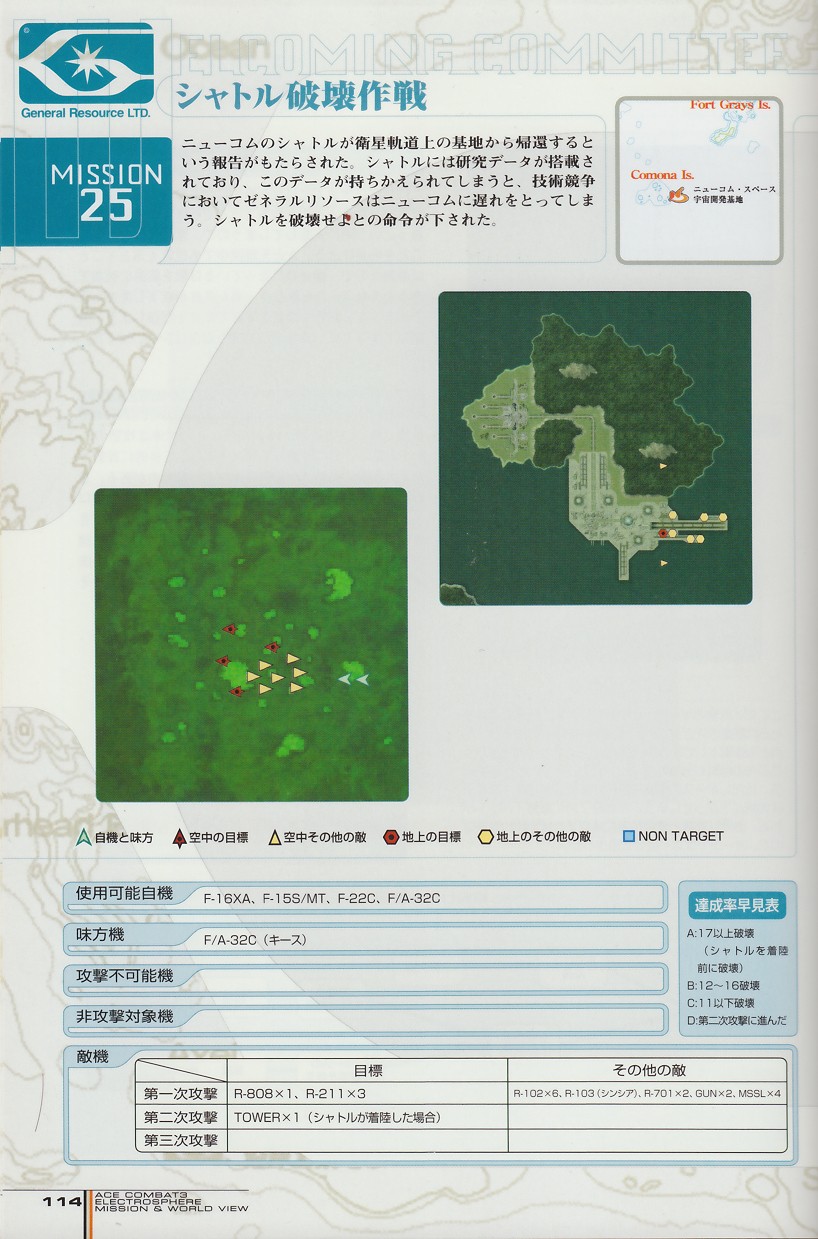 ELCOMING COMMITTEE
Ocean
General Resource LTD.
シャトル破壊作戦
MISSION
25
ニューコムのシャトルが衛星軌道上の基地から帰還すると
いう報告がもたらされた。シャトルには研究データが搭載さ
れており、このデータが持ちかえられてしまうと、技術競争
においてゼネラルリソースはニューコムに遅れをとってしま
う。シャトルを破壊せよとの命令が下された。
Fort Grays Is.
Comona Is.
ニューコム・スペース
宇宙開発基地
自機と味方 空中の目標 空中その他の敵 地上の目標 地上のその他の敵 NON TARGET
使用可能自機 F-16XA、F-15S/MT、F-22C、F/A-32C
味方機 F/A-32C（キース）
攻撃不可能機
非攻撃対象機
達成率早見表
A:17以上破壊
（シャトルを着陸
前に破壊）
B:12～16破壊
C:11以下破壊
D:第二次攻撃に進んだ
敵機
目標 その他の敵
第一次攻撃 R-808×1、R-211×3 R-102×6、R-103（シンシア）、R-701×2、GUN×2、MSSL×4
第二次攻撃 TOWER×1（シャトルが着陸した場合）
第三次攻撃
114
ACE COMBAT3
ELECTROSPHERE
MISSION & WORLD VIEW